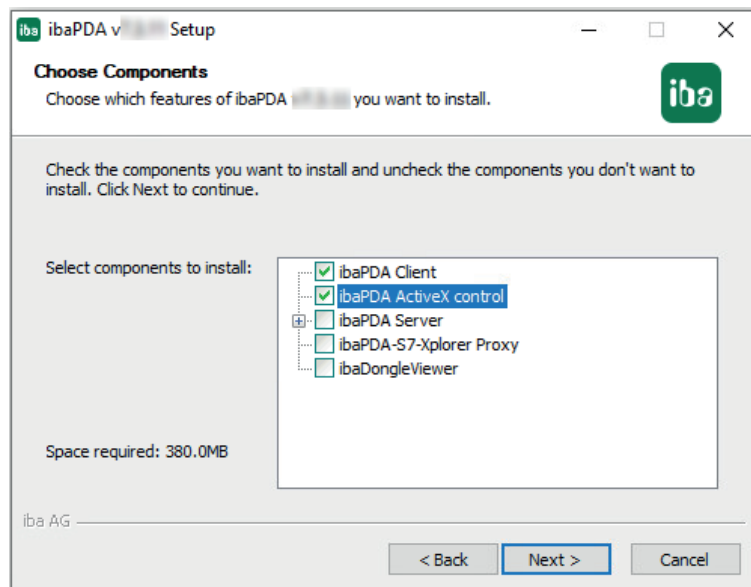 iba ibaPDA v Setup
Choose Components
Choose which features of ibaPDA you want to install.
iba
Check the components you want to install and uncheck the components you don't want to
install. Click Next to continue.
Select components to install:
ibaPDA Client
ibaPDA ActiveX control
ibaPDA Server
ibaPDA-S7-Xplorer Proxy
ibaDongleViewer
Space required: 380.0MB
iba AG
< Back Next > Cancel